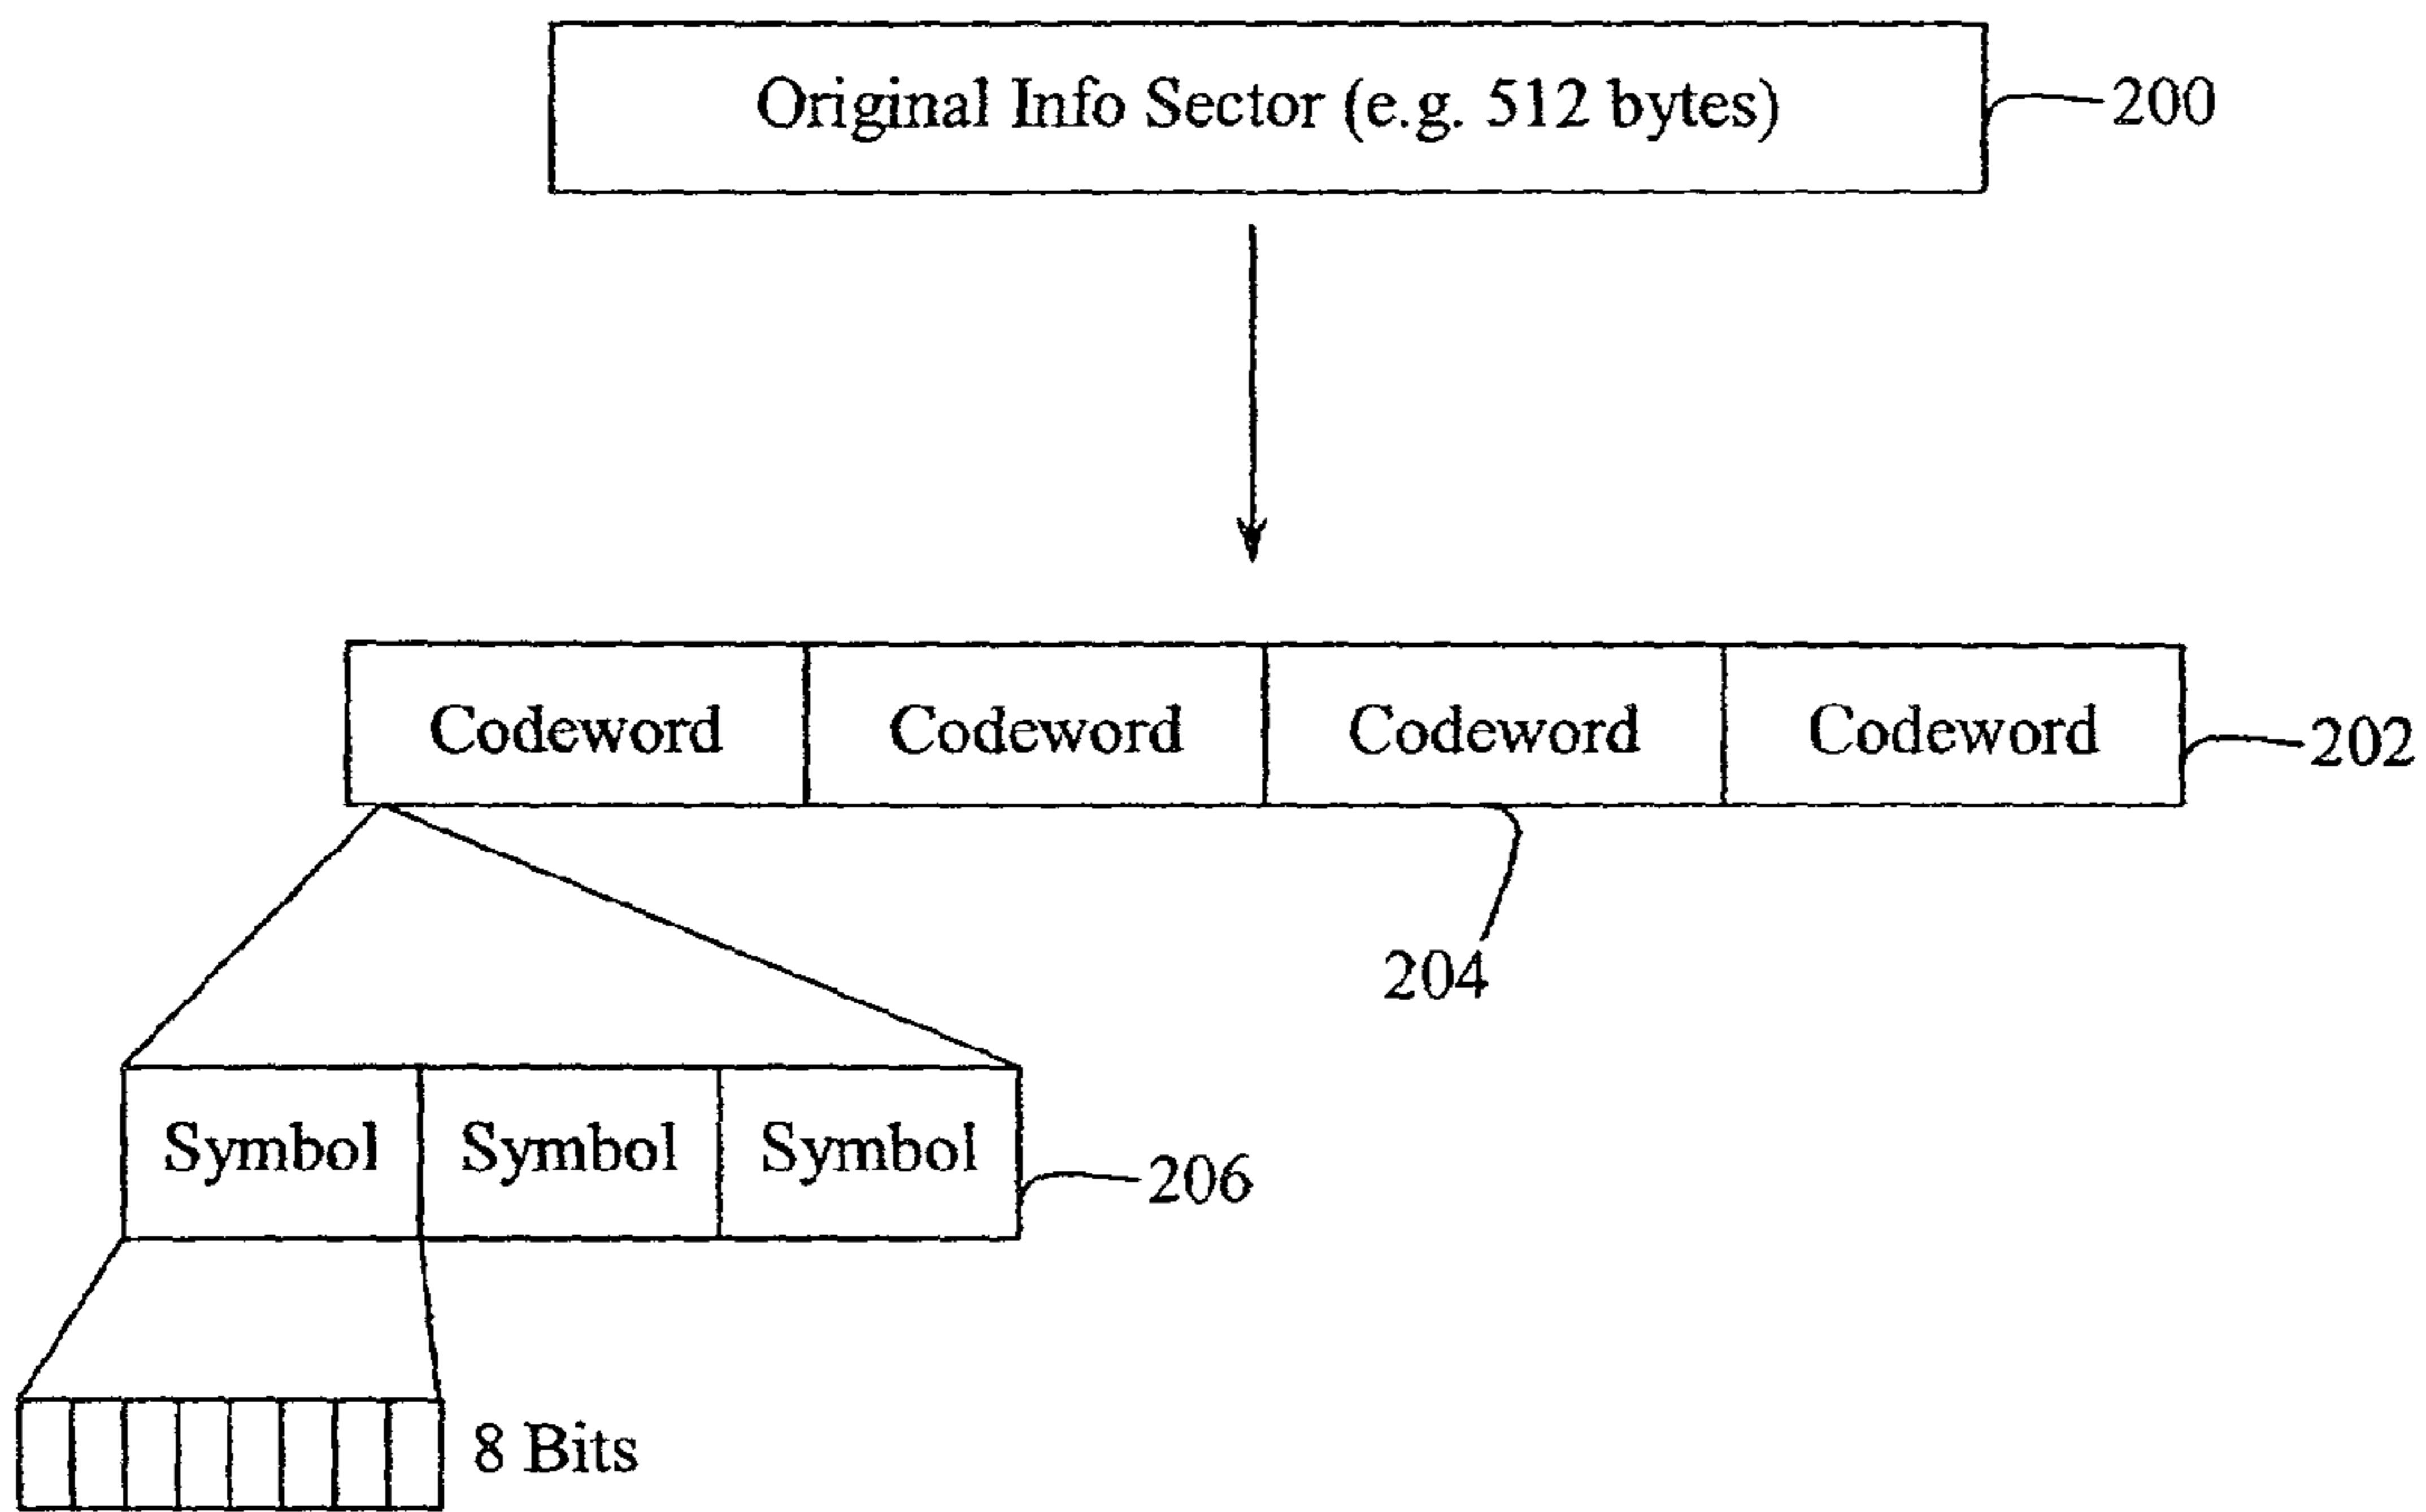 Original Info Sector (e.g. 512 bytes)
200
Codeword Codeword Codeword Codeword
202
204
Symbol Symbol Symbol
206
8 Bits